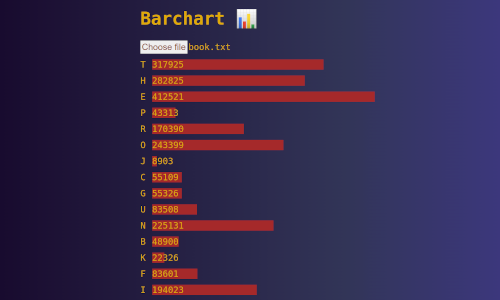 Barchart 📊
Choose file book.txt
T 317925
H 282825
E 412521
P 43313
R 170390
O 243399
J 8903
C 55109
G 55326
U 83508
N 225131
B 48900
K 22326
F 83601
I 194023